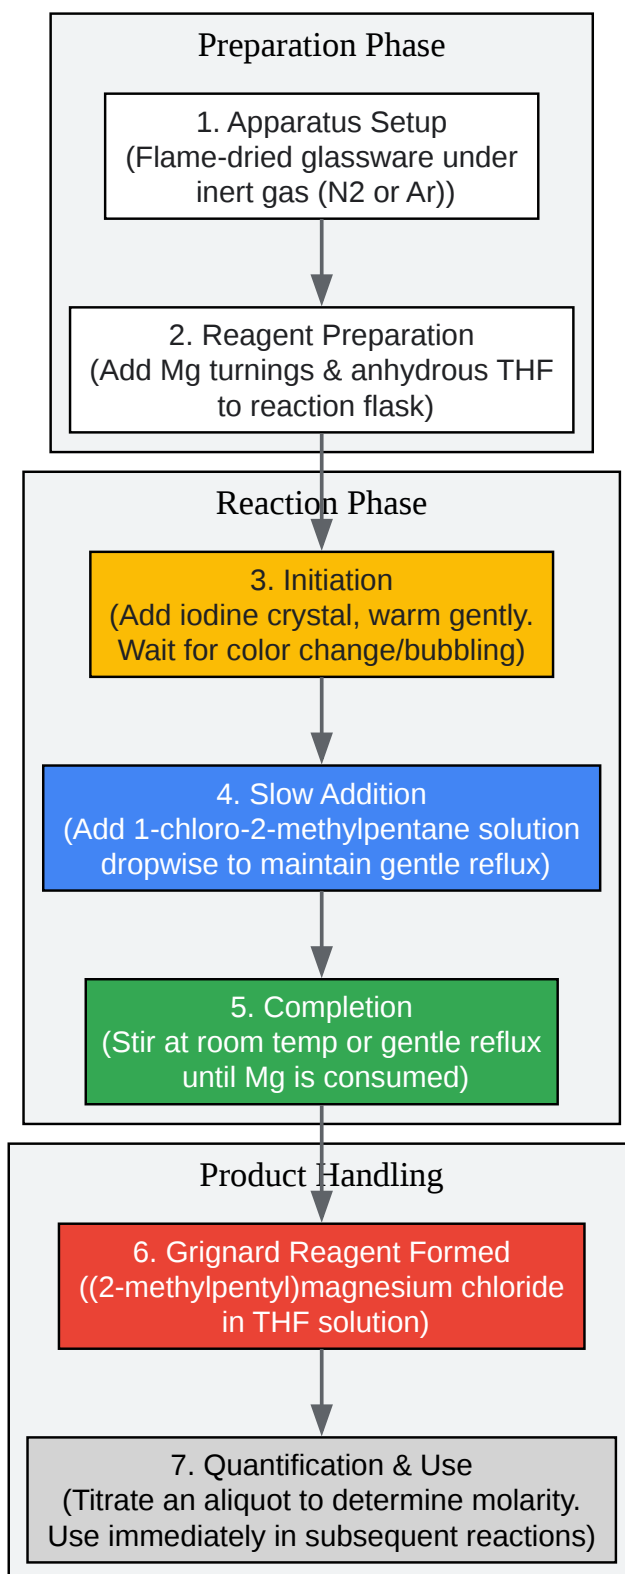 Preparation Phase
1. Apparatus Setup
(Flame-dried glassware under
inert gas (N2 or Ar))
2. Reagent Preparation
(Add Mg turnings & anhydrous THF
to reaction flask)
Reaction Phase
3. Initiation
(Add iodine crystal, warm gently.
Wait for color change/bubbling)
4. Slow Addition
(Add 1-chloro-2-methylpentane solution
dropwise to maintain gentle reflux)
5. Completion
(Stir at room temp or gentle reflux
until Mg is consumed)
Product Handling
6. Grignard Reagent Formed
((2-methylpentyl)magnesium chloride
in THF solution)
7. Quantification & Use
(Titrate an aliquot to determine molarity.
Use immediately in subsequent reactions)